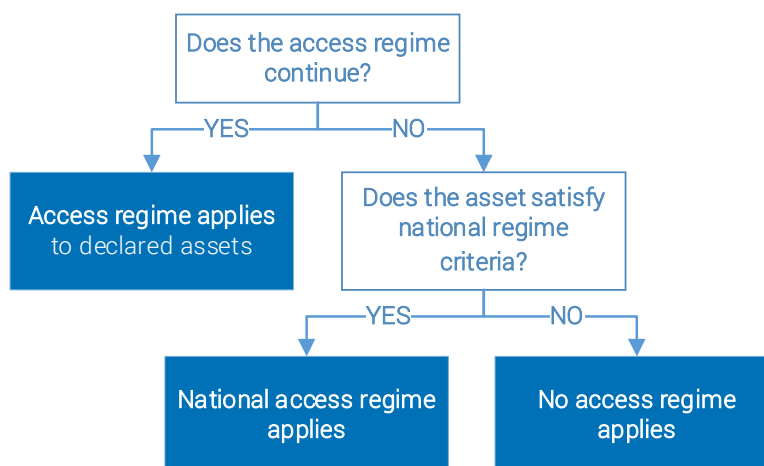 Does the access regime
continue?
YES
NO
Access regime applies
to declared assets
Does the asset satisfy
national regime
criteria?
YES
NO
National access regime
applies
No access regime
applies